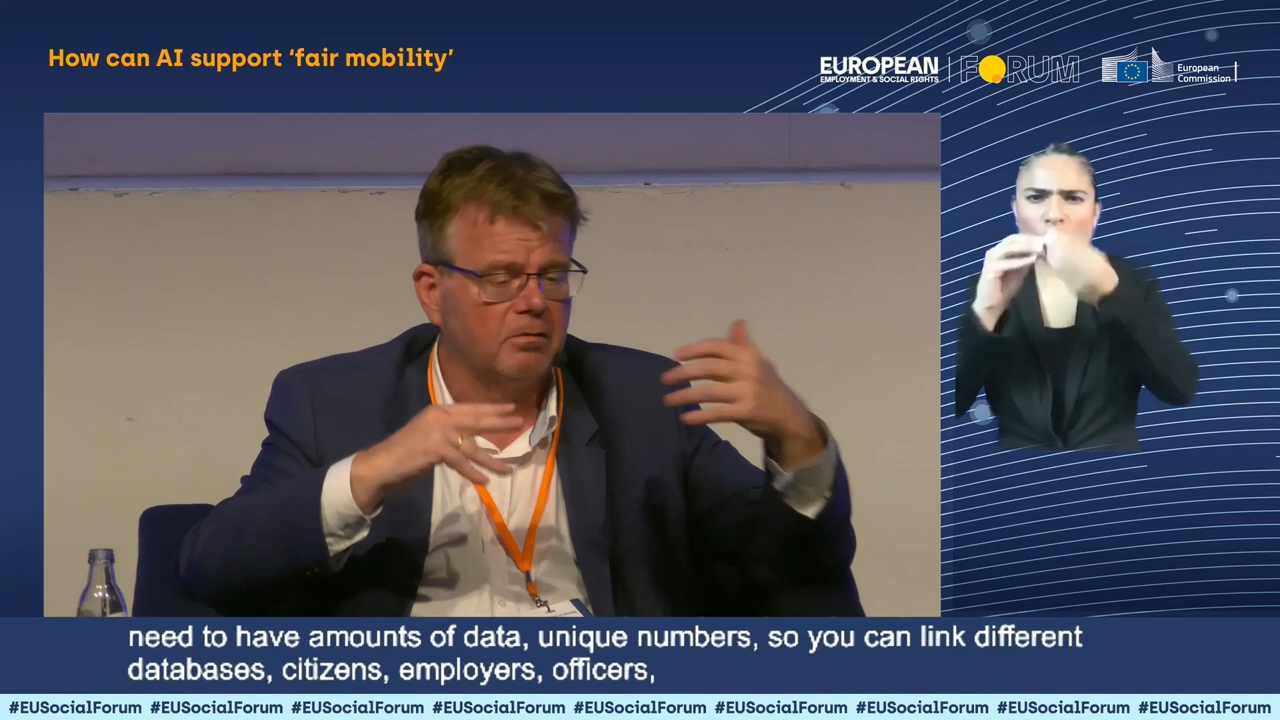 How can AI support ‘fair mobility’
EUROPEAN
EMPLOYMENT & SOCIAL RIGHTS
FORUM
European
Commission
need to have amounts of data, unique numbers, so you can link different
databases, citizens, employers, officers,
#EUSocialForum #EUSocialForum #EUSocialForum #EUSocialForum #EUSocialForum #EUSocialForum #EUSocialForum #EUSocialForum #EUSocialForum